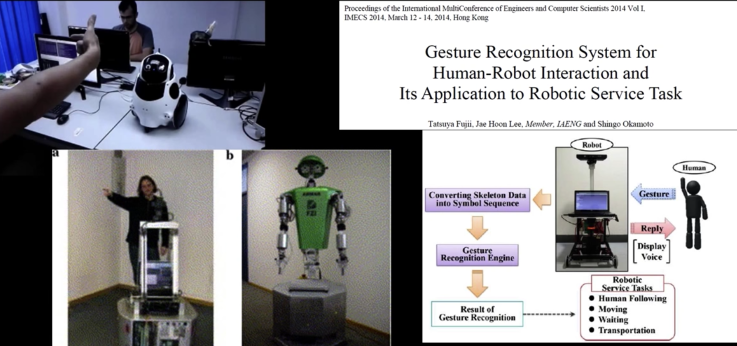 Proceedings of the International MultiConference of Engineers and Computer Scientists 2014 Vol I,
IMECS 2014, March 12 - 14, 2014, Hong Kong
Gesture Recognition System for
Human-Robot Interaction and
Its Application to Robotic Service Task
Tatsuya Fujii, Jae Hoon Lee, Member, IAENG and Shingo Okamoto
a
b
FZI
Robot
Human
Gesture
Reply
Display
Voice
Converting Skeleton Data
into Symbol Sequence
Gesture
Recognition Engine
Result of
Gesture Recognition
Robotic
Service Tasks
● Human Following
● Moving
● Waiting
● Transportation